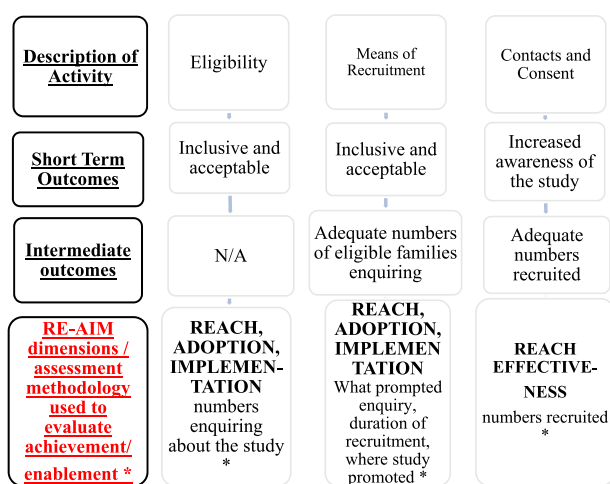 Description of
Activity
Eligibility
Means of
Recruitment
Contacts and
Consent
Short Term
Outcomes
Inclusive and
acceptable
Inclusive and
acceptable
Increased
awareness of
the study
Intermediate
outcomes
N/A
Adequate numbers
of eligible families
enquiring
Adequate
numbers
recruited
RE-AIM
dimensions /
assessment
methodology
used to
evaluate
achievement/
enablement *
REACH,
ADOPTION,
IMPLEMEN-
TATION
numbers
enquiring
about the study
*
REACH,
ADOPTION,
IMPLEMEN
TATION
What prompted
enquiry,
duration of
recruitment,
where study
promoted *
REACH
EFFECTIVE-
NESS
numbers recruited
*